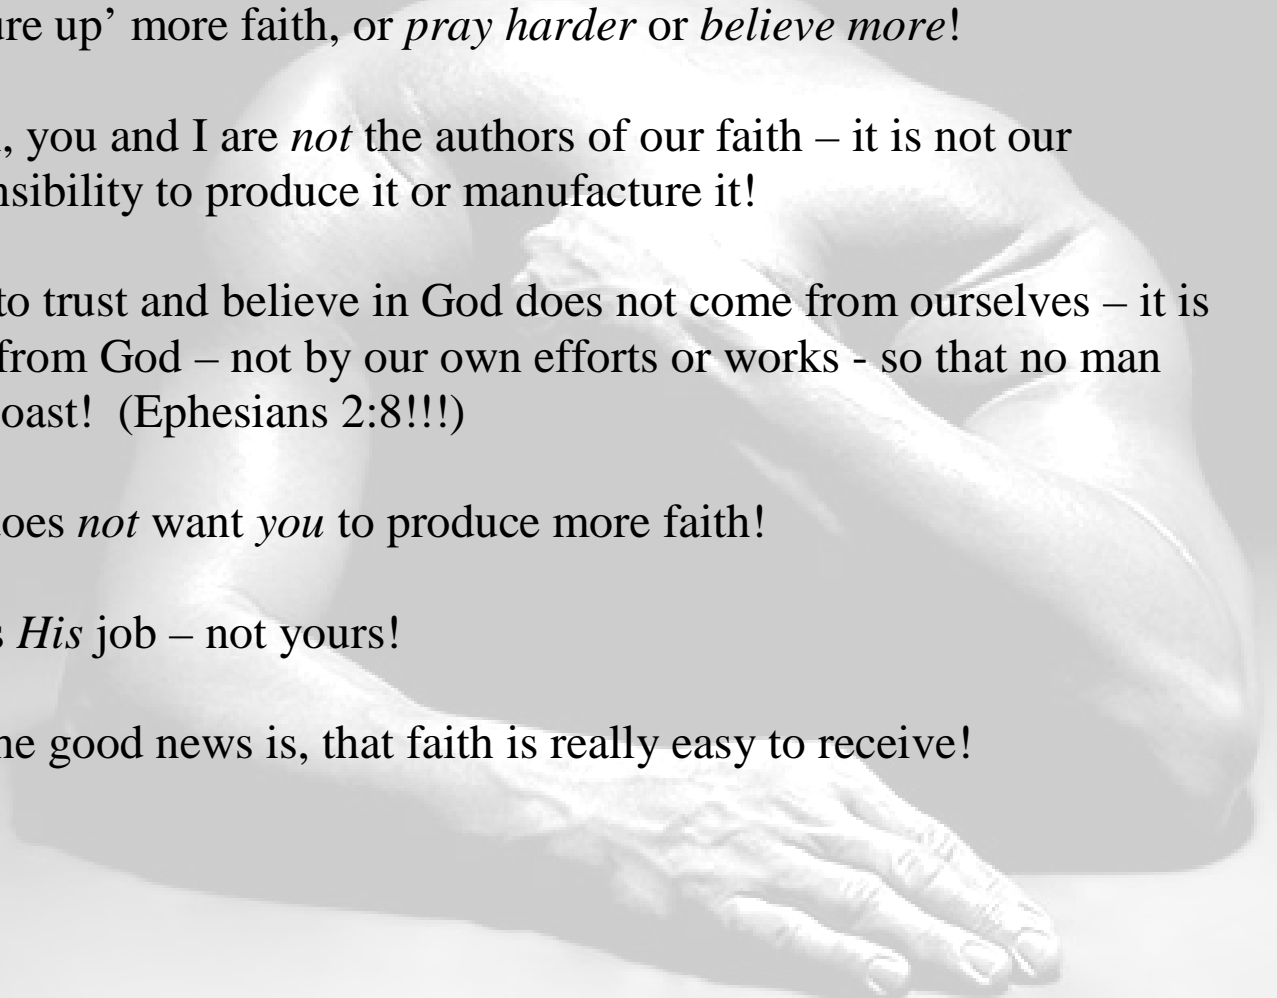 ure up’ more faith, or pray harder or believe more!
, you and I are not the authors of our faith – it is not our
nsibility to produce it or manufacture it!
to trust and believe in God does not come from ourselves – it is
from God – not by our own efforts or works - so that no man
oast!  (Ephesians 2:8!!!)
oes not want you to produce more faith!
s His job – not yours!
he good news is, that faith is really easy to receive!